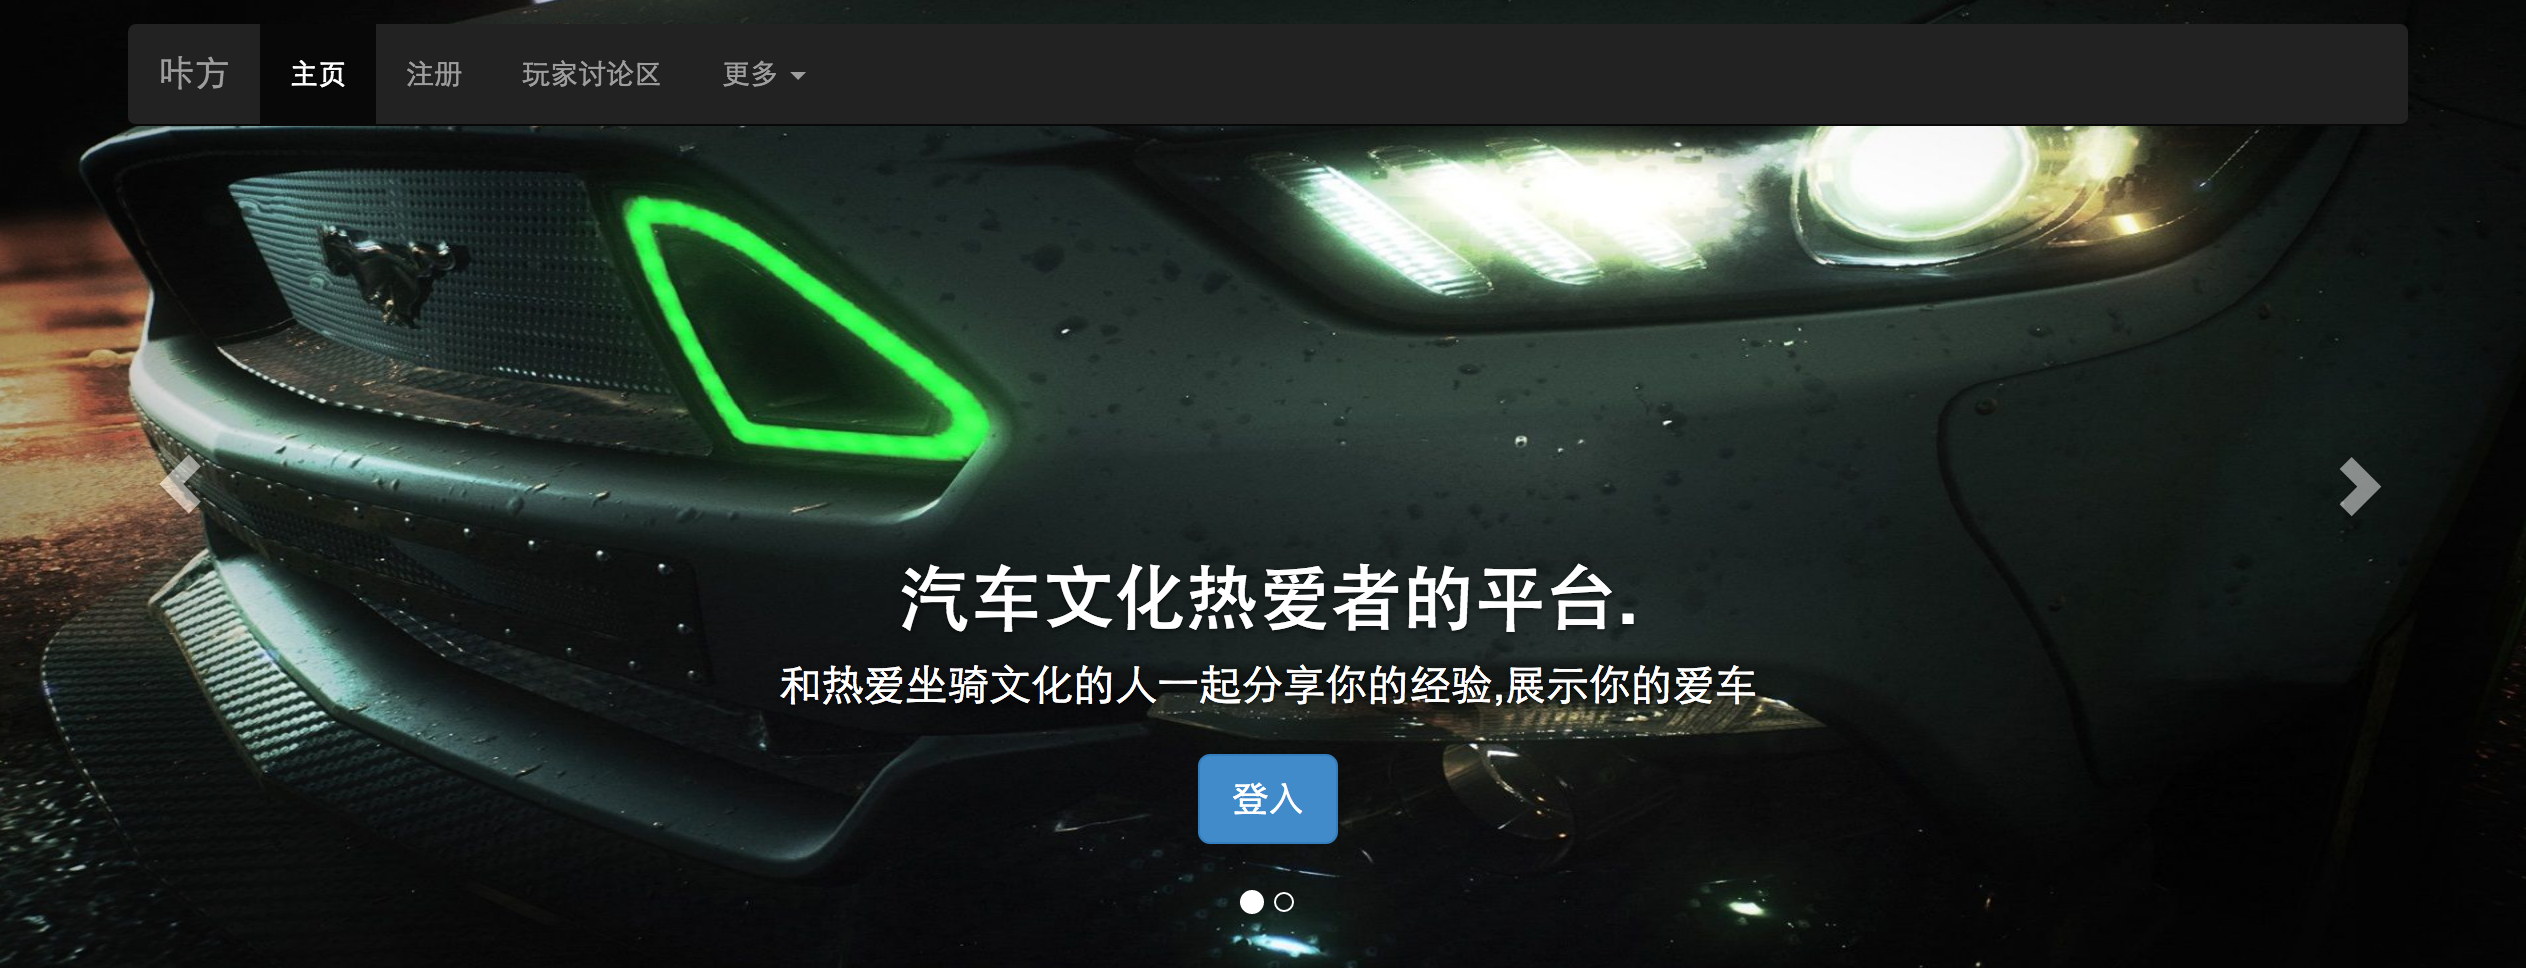 咔方 主页 注册 玩家讨论区 更多
汽车文化热爱者的平台.
和热爱坐骑文化的人一起分享你的经验,展示你的爱车
登入